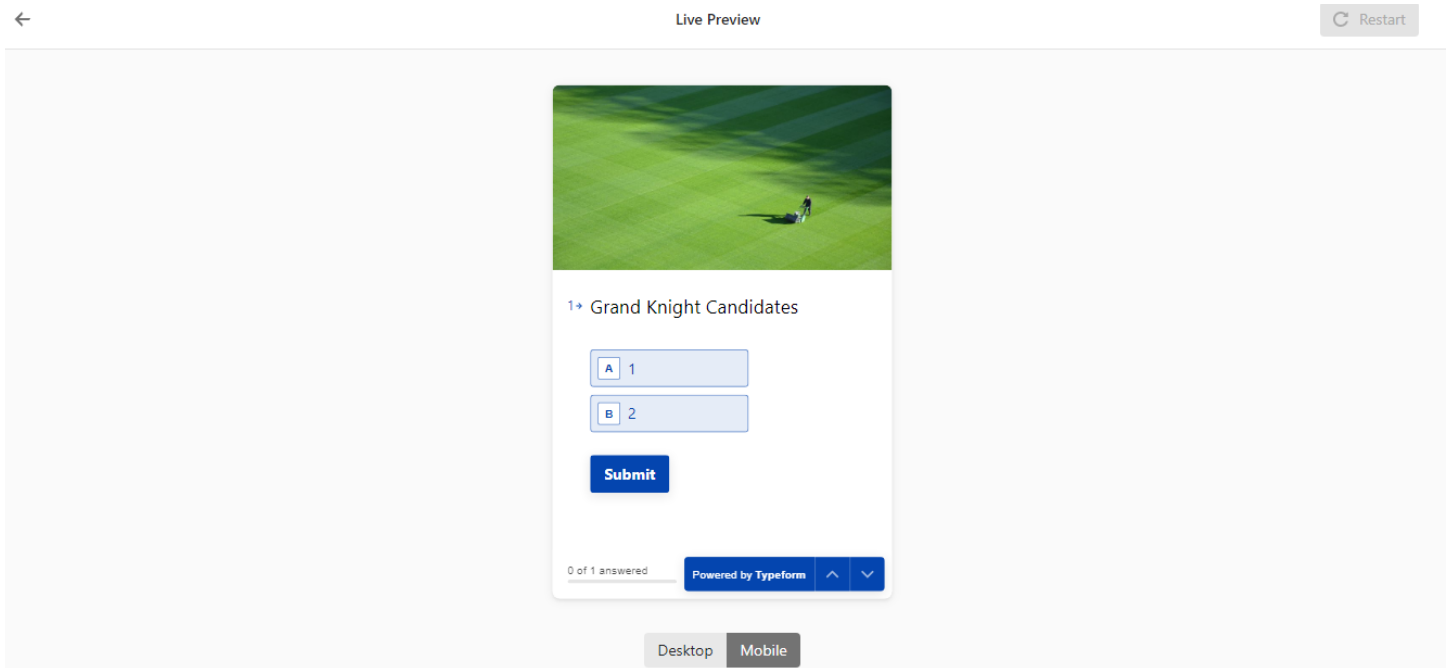 Live Preview
Restart
1 Grand Knight Candidates
A 1
B 2
Submit
0 of 1 answered
Powered by Typeform
Desktop Mobile